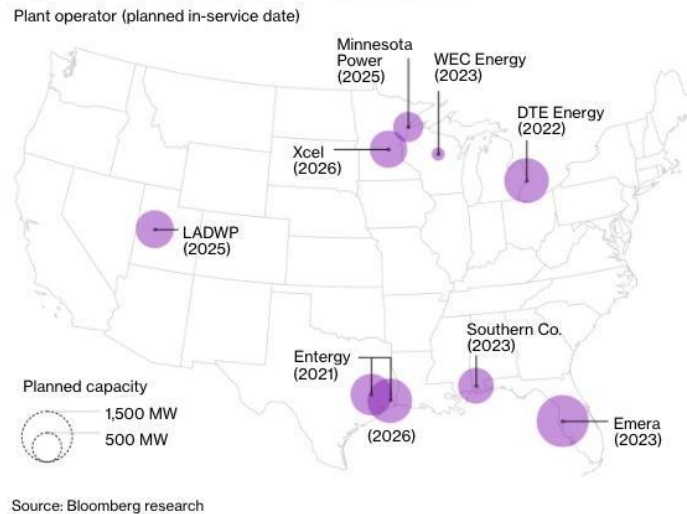 Plant operator (planned in-service date)
Minnesota
Power
(2025)
WEC Energy
(2023)
DTE Energy
(2022)
Xcel
(2026)
LADWP
(2025)
Southern Co.
(2023)
Entergy
(2021)
(2026)
Emera
(2023)
Planned capacity
1,500 MW
500 MW
Source: Bloomberg research